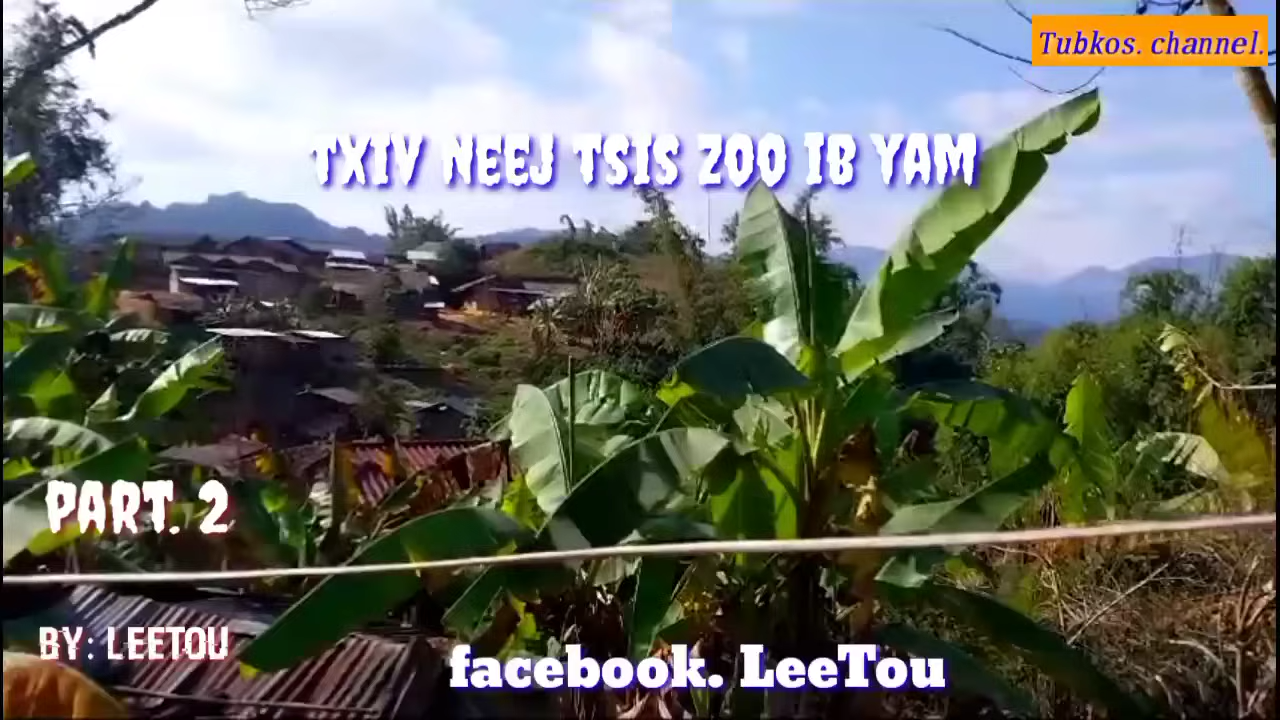 Tubkos. channel.
TXIV NEEJ TSIS ZOO IB YAM
PART. 2
BY: LEETOU
facebook. LeeTou